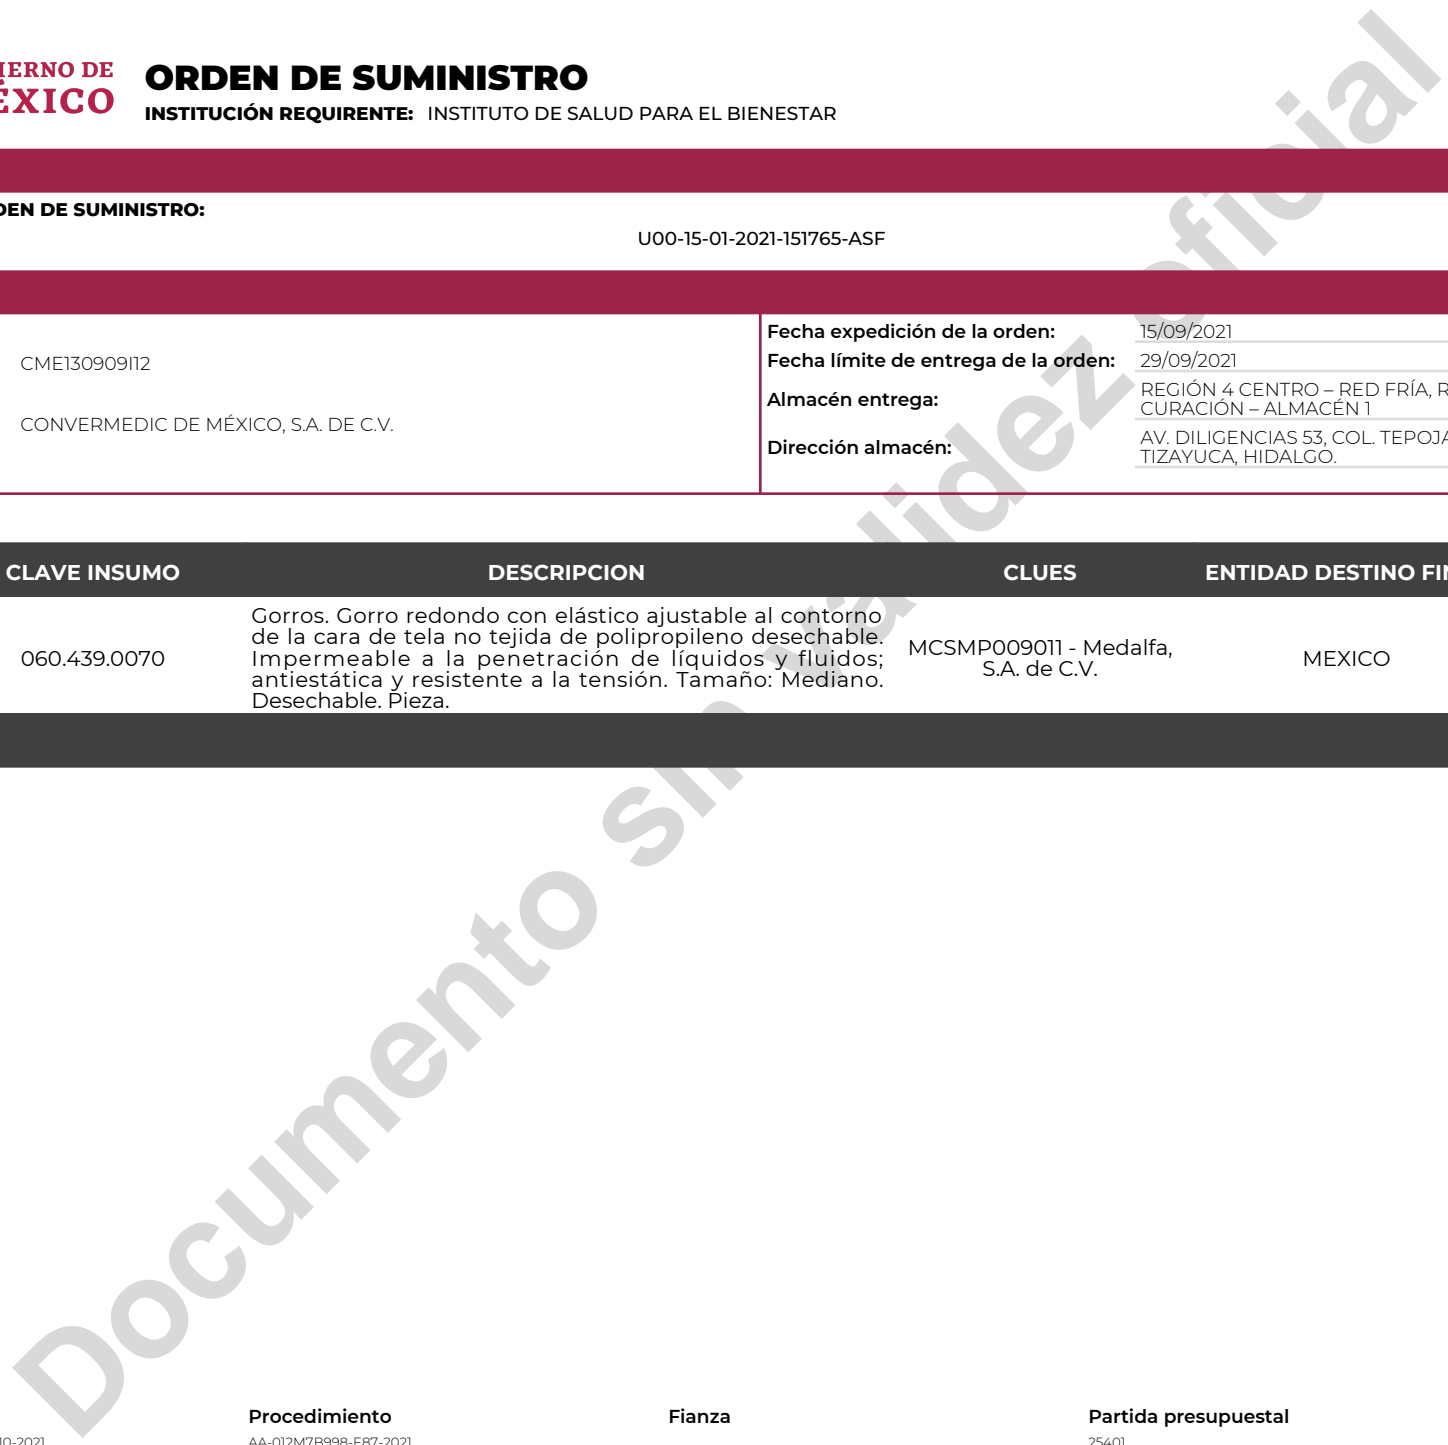 ORDEN DE SUMINISTRO
INSTITUCIÓN REQUIRENTE: INSTITUTO DE SALUD PARA EL BIENESTAR
DE
MÉXICO
DE SUMINISTRO:
U00-15-01-2021-151765-ASF
CME130909I12
CONVERMEDIC DE MÉXICO, S.A. DE C.V.
Fecha expedición de la orden: 15/09/2021
Fecha límite de entrega de la orden: 29/09/2021
Almacén entrega: REGIÓN 4 CENTRO – RED FRÍA,
CURACIÓN – ALMACÉN 1
Dirección almacén: AV. DILIGENCIAS 53, COL.
TIZAYUCA, HIDALGO.
CLAVE INSUMO DESCRIPCION CLUES ENTIDAD DESTINO
060.439.0070
Gorros. Gorro redondo con elástico ajustable al contorno
de la cara de tela no tejida de polipropileno desechable.
Impermeable a la penetración de líquidos y fluidos;
antiestática y resistente a la tensión. Tamaño: Mediano.
Desechable. Pieza.
MCSMP009011 - Medalfa,
S.A. de C.V.
MEXICO
Documento sin validez oficial
Procedimiento Fianza Partida presupuestal